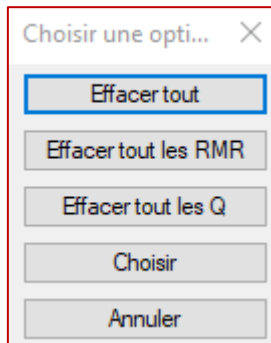 Choisir une opti...
Effacer tout
Effacer tout les RMR
Effacer tout les Q
Choisir
Annuler